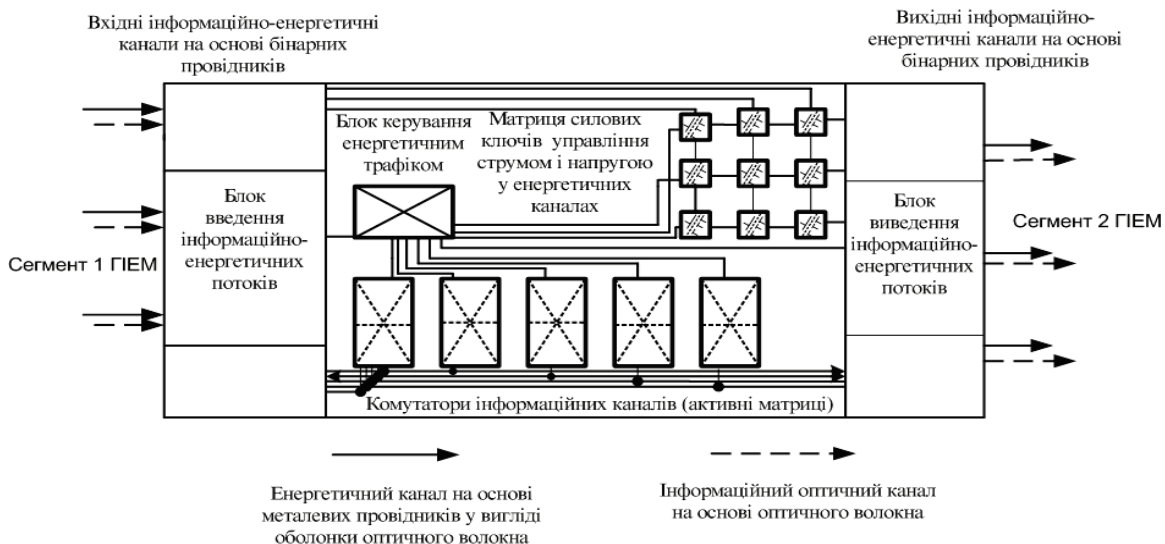 Вхідні інформаційно-енергетичні
канали на основі бінарних
провідників
Вихідні інформаційно-
енергетичні канали на основі
бінарних провідників
Блок керування
енергетичним
трафіком
Матриця силових
ключів управління
струмом і напругою
у енергетичних
каналах
Блок
введення
інформаційно-
енергетичних
потоків
Блок
виведення
інформаційно-
енергетичних
потоків
Сегмент 1 ГІЕМ
Сегмент 2 ГІЕМ
Комутатори інформаційних каналів (активні матриці)
Енергетичний канал на основі
металевих провідників у вигляді
оболонки оптичного волокна
Інформаційний оптичний канал
на основі оптичного волокна